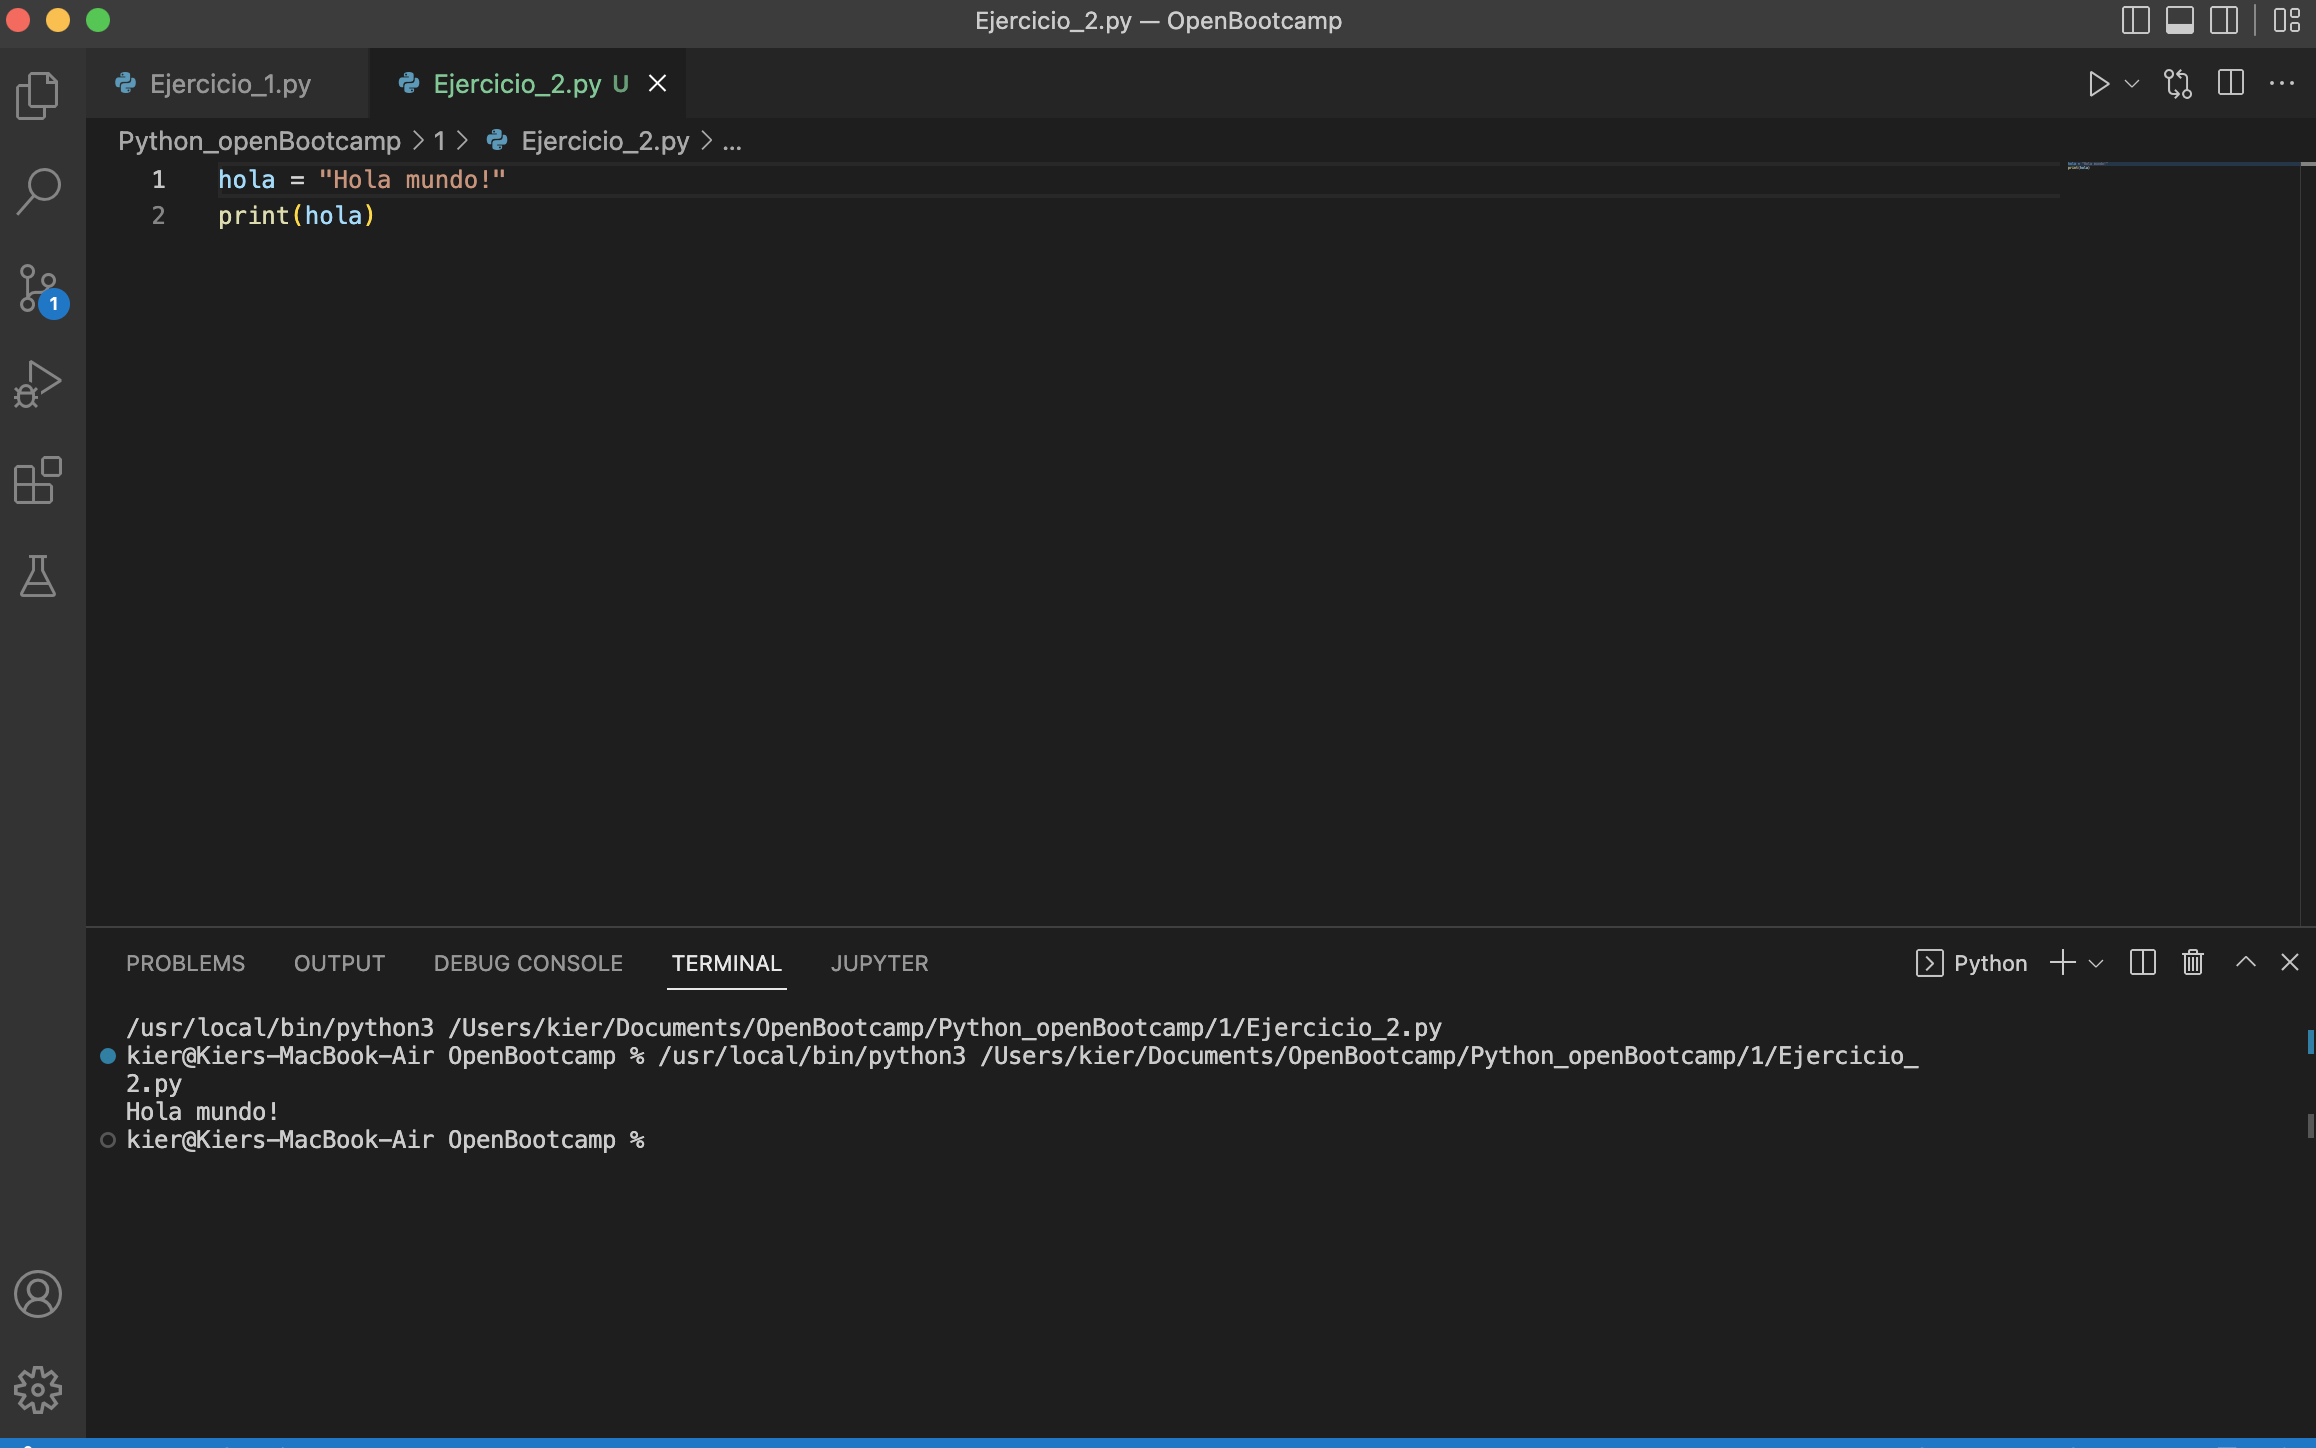 Ejercicio_2.py — OpenBootcamp
Ejercicio_1.py
Ejercicio_2.py U
Python_openBootcamp > 1 > Ejercicio_2.py > ...
1 hola = "Hola mundo!"
2 print(hola)
1
PROBLEMS OUTPUT DEBUG CONSOLE TERMINAL JUPYTER Python
/usr/local/bin/python3 /Users/kier/Documents/OpenBootcamp/Python_openBootcamp/1/Ejercicio_2.py
kier@Kiers-MacBook-Air OpenBootcamp % /usr/local/bin/python3 /Users/kier/Documents/OpenBootcamp/Python_openBootcamp/1/Ejercicio_
2.py
Hola mundo!
kier@Kiers-MacBook-Air OpenBootcamp %